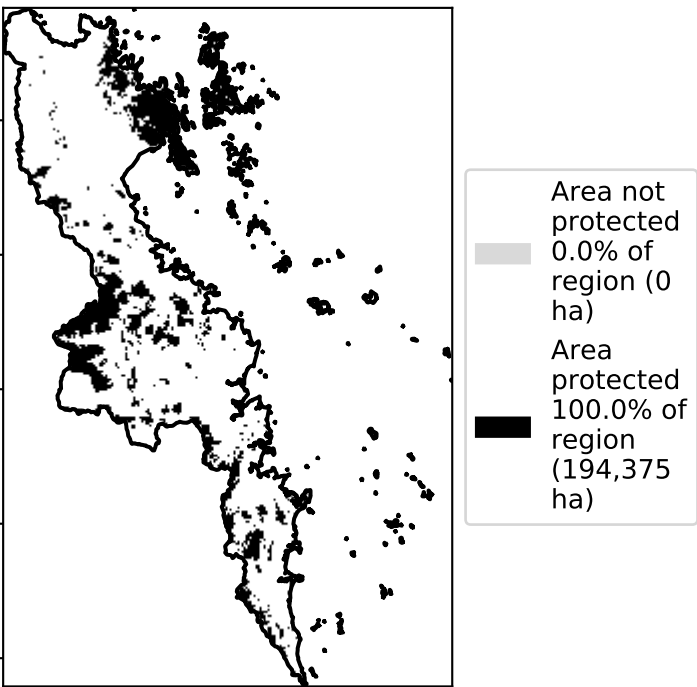 Area not
protected
0.0% of
region (0
ha)
Area
protected
100.0% of
region
(194,375
ha)